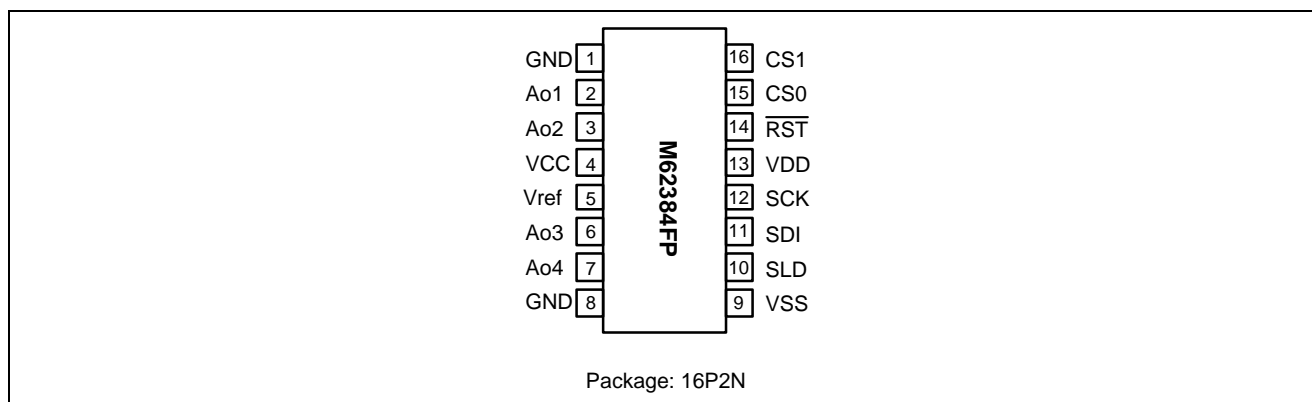 GND 1 16 CS1
Ao1 2 15 CS0
Ao2 3 14 RST
VCC 4 13 VDD
Vref 5 12 SCK
Ao3 6 11 SDI
Ao4 7 10 SLD
GND 8 9 VSS
M62384FP
Package: 16P2N